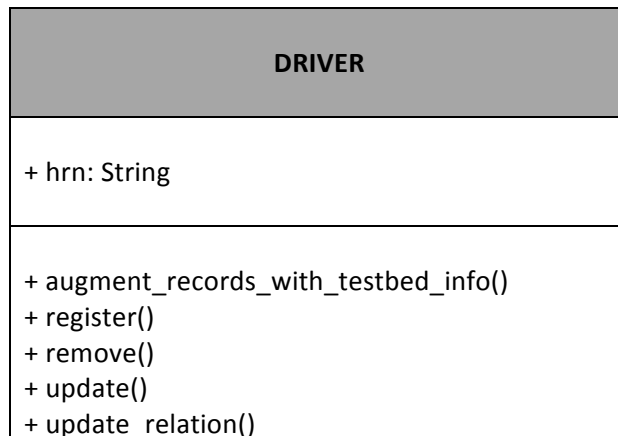 DRIVER
+ hrn: String
+ augment_records_with_testbed_info()
+ register()
+ remove()
+ update()
+ update_relation()